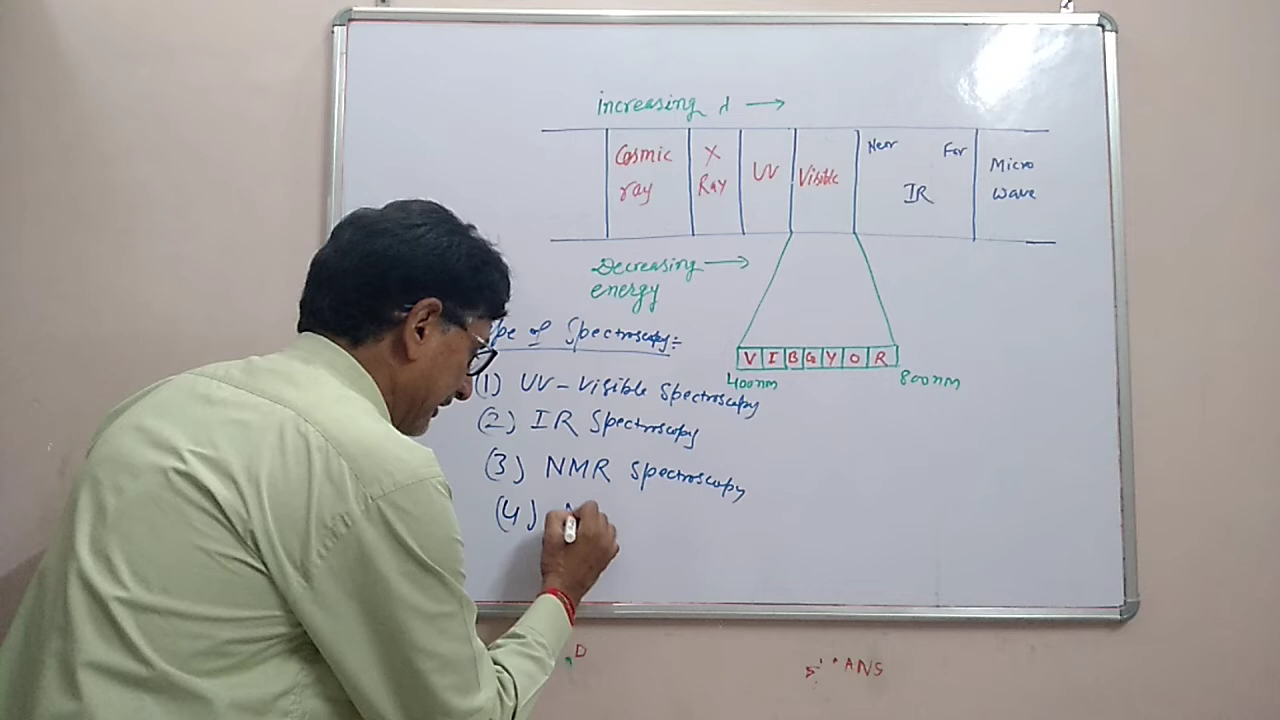 increasing λ →
Cosmic ray
X Ray
UV
Visible
Near Far
IR
Micro wave
Decreasing →
energy
V I B G Y O R
400nm 800nm
of Spectroscopy:-
(1) UV-Visible Spectroscopy
(2) IR Spectroscopy
(3) NMR Spectroscopy
(4)
D
ANS